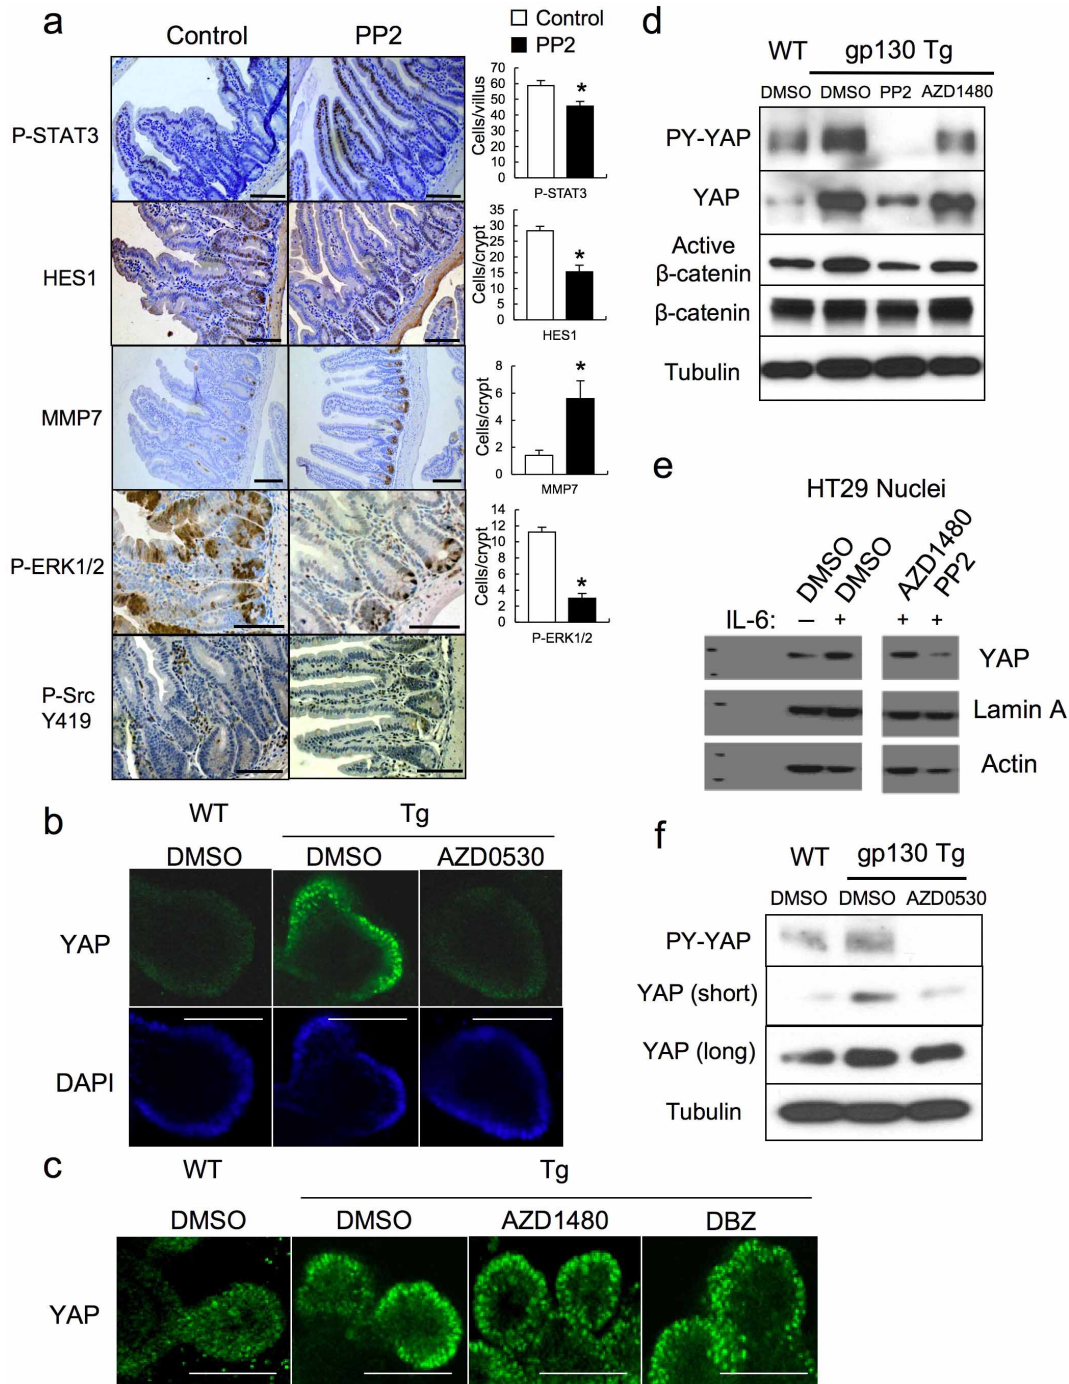 a
Control
PP2
Control
PP2
P-STAT3
Cells/villus
70
60
50
40
30
20
10
0
*
P-STAT3
HES1
Cells/crypt
35
30
25
20
15
10
5
0
*
HES1
MMP7
Cells/crypt
8
6
4
2
0
*
MMP7
P-ERK1/2
Cells/crypt
14
12
10
8
6
4
2
0
*
P-ERK1/2
P-Src
Y419
b
WT
Tg
DMSO
DMSO
AZD0530
YAP
DAPI
c
WT
Tg
DMSO
DMSO
AZD1480
DBZ
YAP
d
WT
gp130 Tg
DMSO
DMSO
PP2
AZD1480
PY-YAP
YAP
Active
β-catenin
β-catenin
Tubulin
e
HT29 Nuclei
DMSO
DMSO
AZD1480
PP2
IL-6: – + + +
YAP
Lamin A
Actin
f
WT
gp130 Tg
DMSO
DMSO
AZD0530
PY-YAP
YAP (short)
YAP (long)
Tubulin